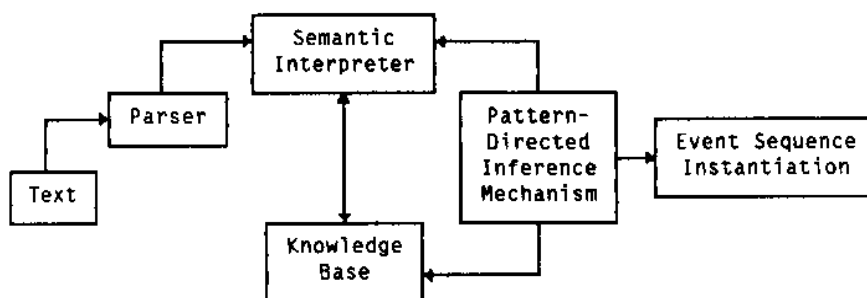 Semantic
Interpreter
Parser
Text
Pattern-
Directed
Inference
Mechanism
Event Sequence
Instantiation
Knowledge
Base